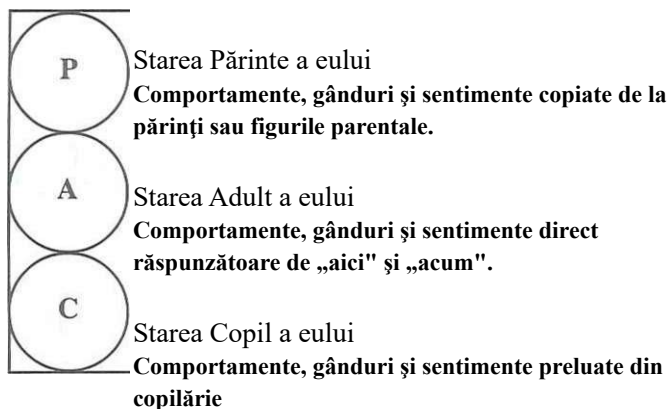 P
Starea Părinte a eului
Comportamente, gânduri şi sentimente copiate de la
părinţi sau figurile parentale.
A
Starea Adult a eului
Comportamente, gânduri şi sentimente direct
răspunzătoare de „aici" şi „acum".
C
Starea Copil a eului
Comportamente, gânduri şi sentimente preluate din
copilărie